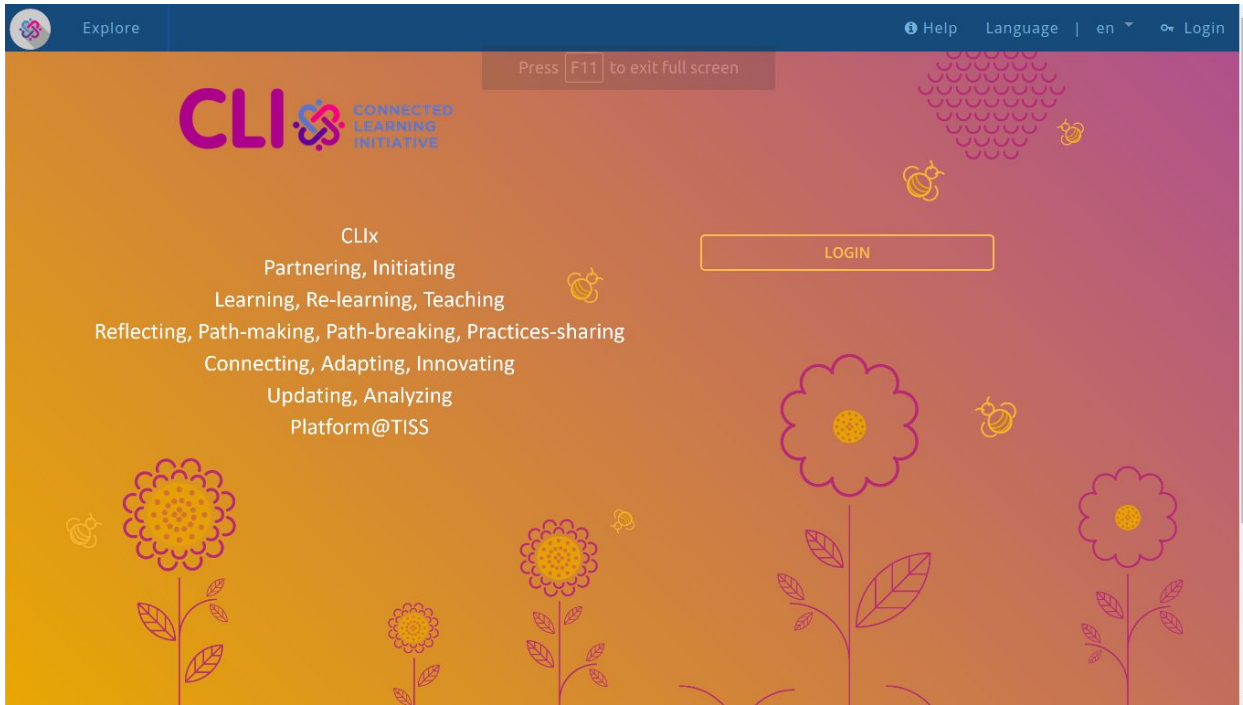 Explore
Help Language | en Login
Press F11 to exit full screen
CLI
CONNECTED
LEARNING
INITIATIVE
CLIx
Partnering, Initiating
Learning, Re-learning, Teaching
Reflecting, Path-making, Path-breaking, Practices-sharing
Connecting, Adapting, Innovating
Updating, Analyzing
Platform@TISS
LOGIN